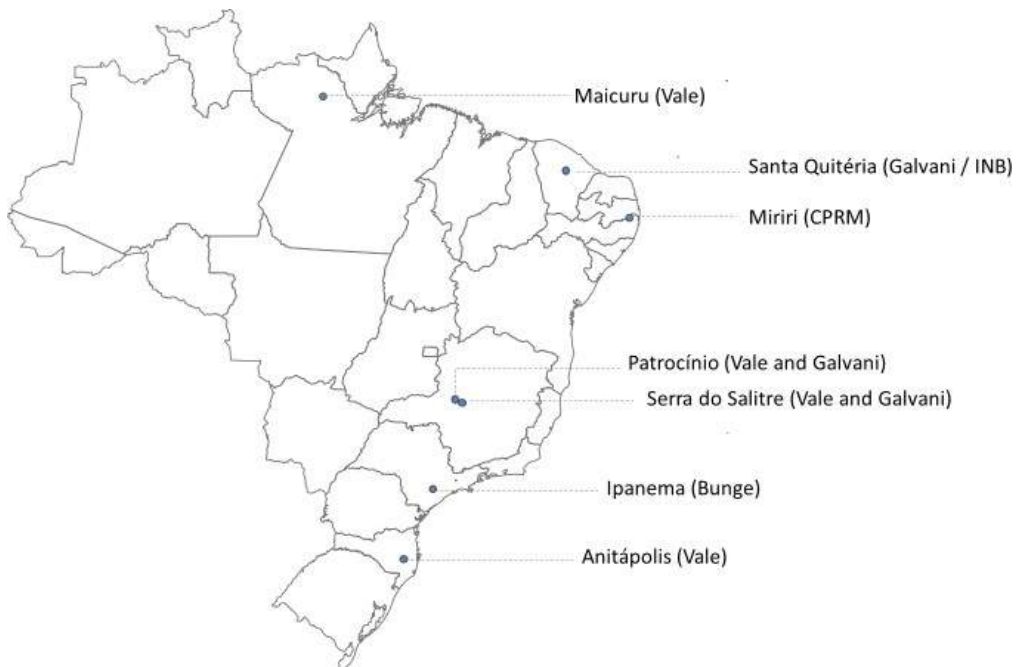 Maicuru (Vale)
Santa Quitéria (Galvani / INB)
Miriri (CPRM)
Patrocínio (Vale and Galvani)
Serra do Salitre (Vale and Galvani)
Ipanema (Bunge)
Anitápolis (Vale)